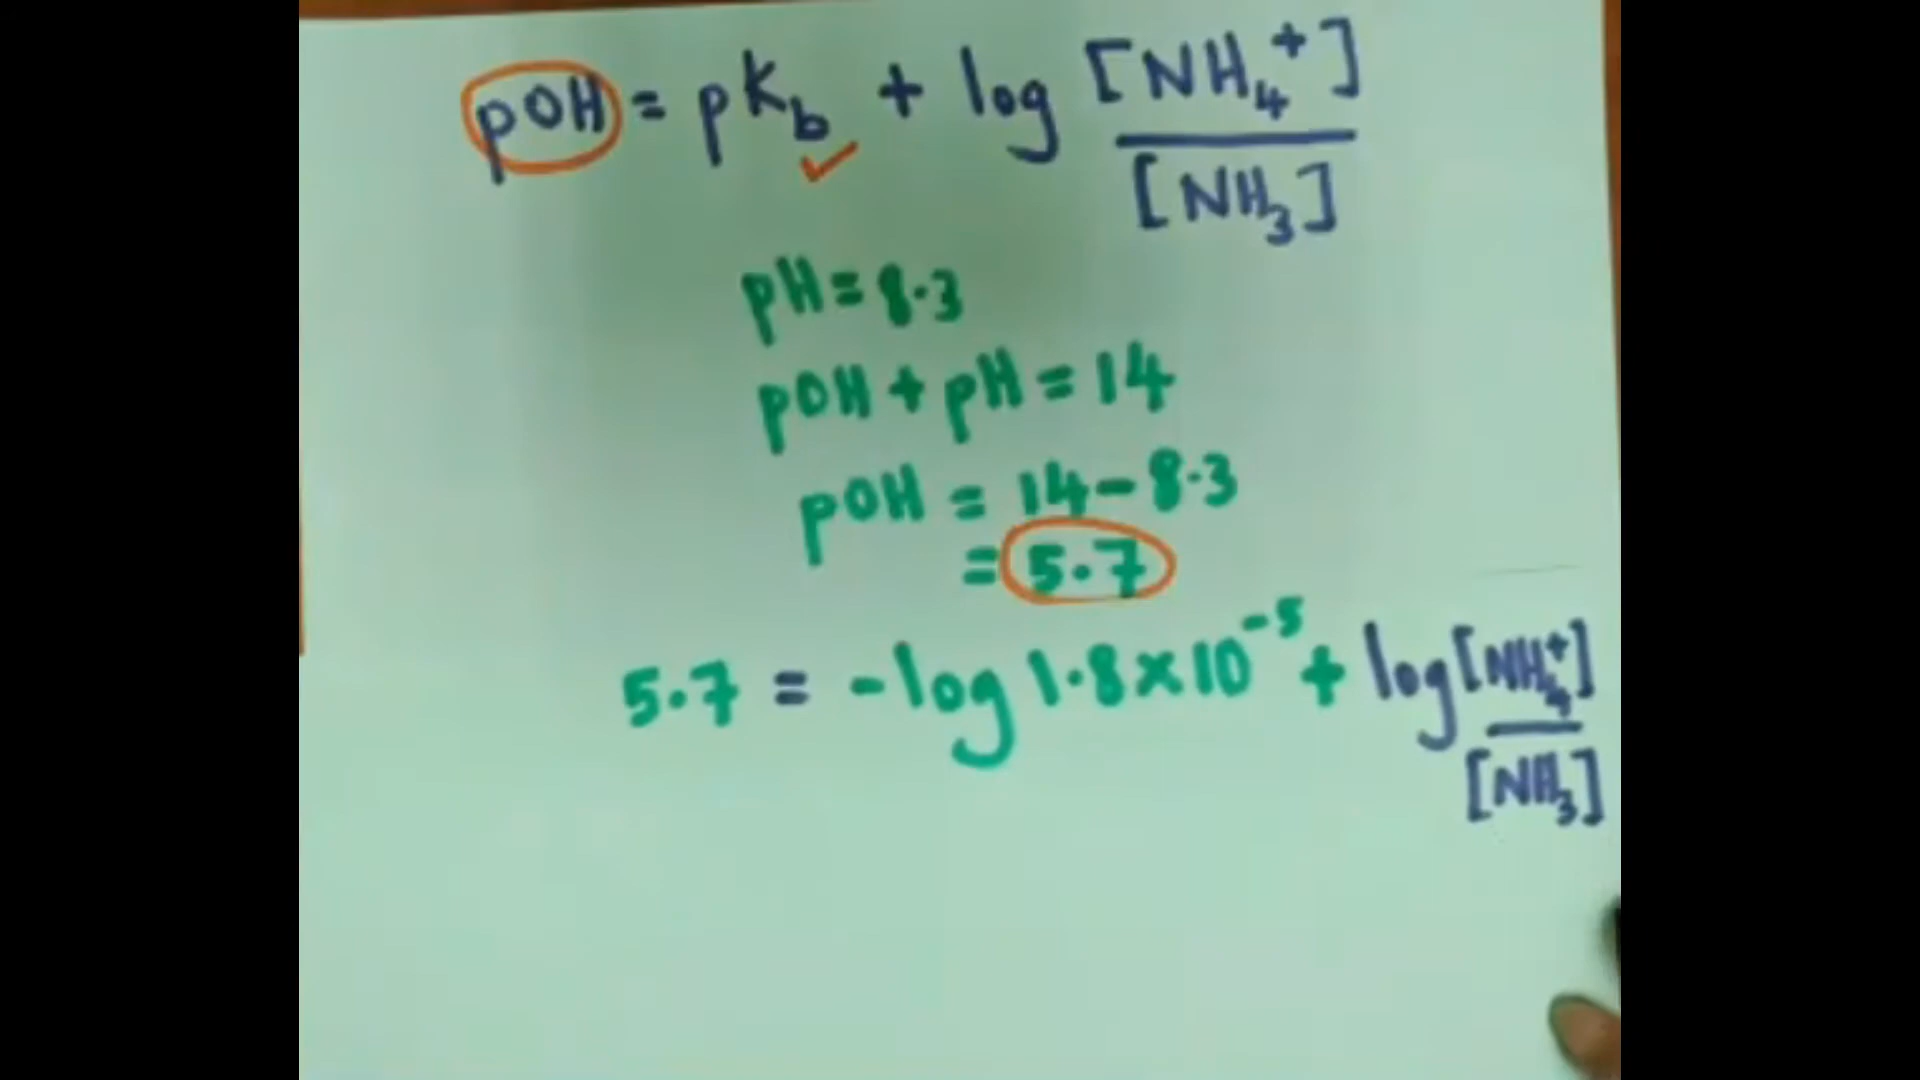 pOH = pKb + log [NH4+]
[NH3]
pH = 8.3
pOH + pH = 14
pOH = 14 - 8.3
= 5.7
5.7 = -log 1.8 × 10^-5 + log [NH4+]
[NH3]